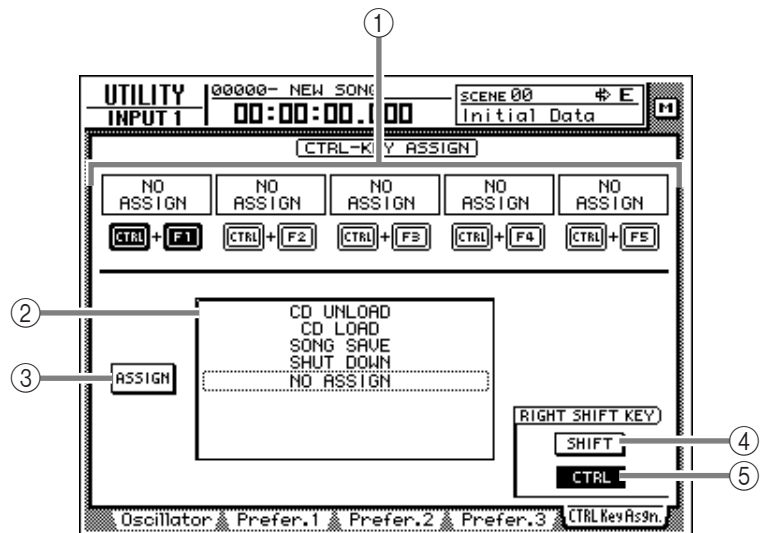 ①
UTILITY
INPUT 1
00000- NEW SONG
00:00:00.000
SCENE 00 E
Initial Data
M
CTRL-KEY ASSIGN
NO ASSIGN NO ASSIGN NO ASSIGN NO ASSIGN NO ASSIGN
CTRL + F1 CTRL + F2 CTRL + F3 CTRL + F4 CTRL + F5
②
CD UNLOAD
CD LOAD
SONG SAVE
SHUT DOWN
NO ASSIGN
③
ASSIGN
RIGHT SHIFT KEY
SHIFT
④
CTRL
⑤
Oscillator Prefer.1 Prefer.2 Prefer.3 CTRL Key Asgn.